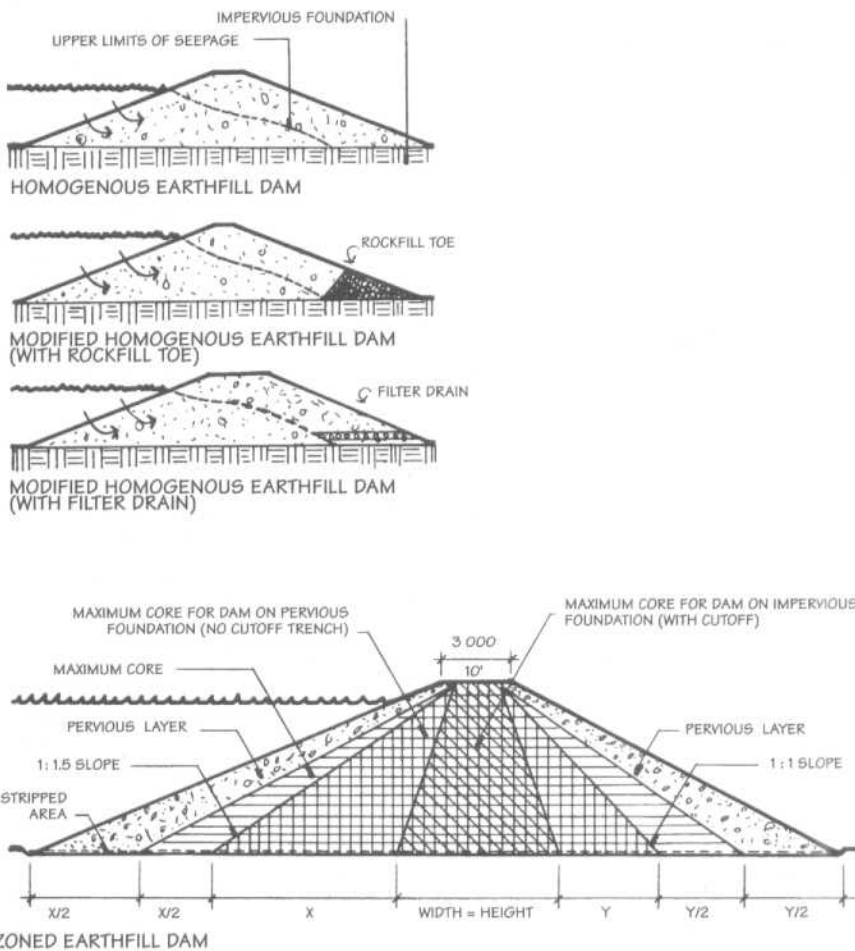 IMPERVIOUS FOUNDATION
UPPER LIMITS OF SEEPAGE
HOMOGENOUS EARTHFILL DAM
ROCKFILL TOE
MODIFIED HOMOGENOUS EARTHFILL DAM
(WITH ROCKFILL TOE)
FILTER DRAIN
MODIFIED HOMOGENOUS EARTHFILL DAM
(WITH FILTER DRAIN)
MAXIMUM CORE FOR DAM ON PERVIOUS
FOUNDATION (NO CUTOFF TRENCH)
3 000
10'
MAXIMUM CORE FOR DAM ON IMPERVIOUS
FOUNDATION (WITH CUTOFF)
MAXIMUM CORE
PERVIOUS LAYER
PERVIOUS LAYER
1:1.5 SLOPE
1:1 SLOPE
STRIPPED
AREA
X/2
X/2
X
WIDTH = HEIGHT
Y
Y/2
Y/2
ZONED EARTHFILL DAM